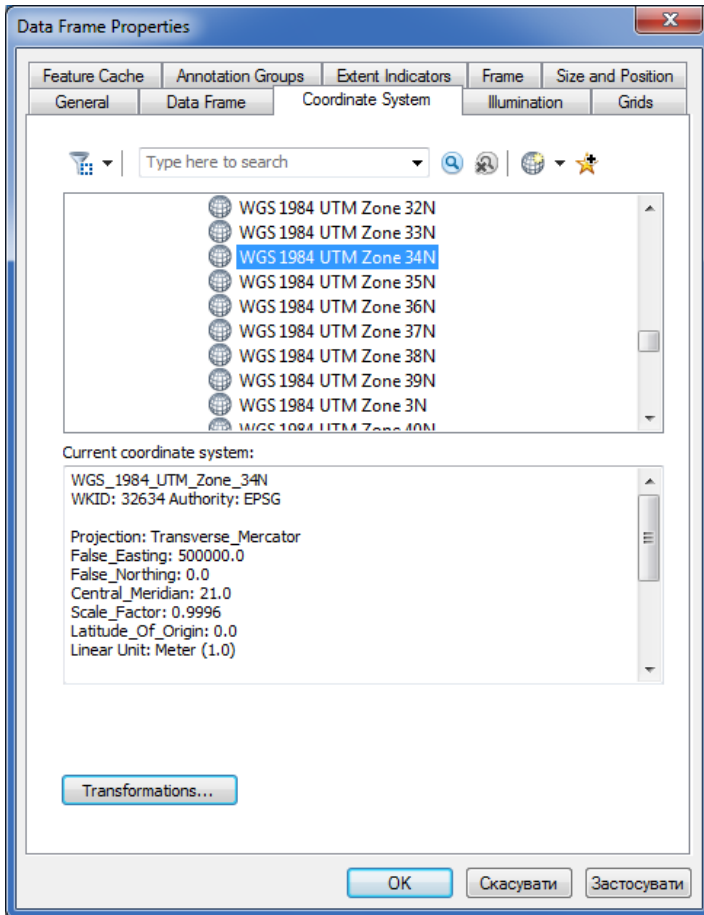 Data Frame Properties
Feature Cache Annotation Groups Extent Indicators Frame Size and Position
General Data Frame Coordinate System Illumination Grids
Type here to search
WGS 1984 UTM Zone 32N
WGS 1984 UTM Zone 33N
WGS 1984 UTM Zone 34N
WGS 1984 UTM Zone 35N
WGS 1984 UTM Zone 36N
WGS 1984 UTM Zone 37N
WGS 1984 UTM Zone 38N
WGS 1984 UTM Zone 39N
WGS 1984 UTM Zone 3N
WGS 1984 UTM Zone 40N
Current coordinate system:
WGS_1984_UTM_Zone_34N
WKID: 32634 Authority: EPSG
Projection: Transverse_Mercator
False_Easting: 500000.0
False_Northing: 0.0
Central_Meridian: 21.0
Scale_Factor: 0.9996
Latitude_Of_Origin: 0.0
Linear Unit: Meter (1.0)
Transformations...
OK Скасувати Застосувати